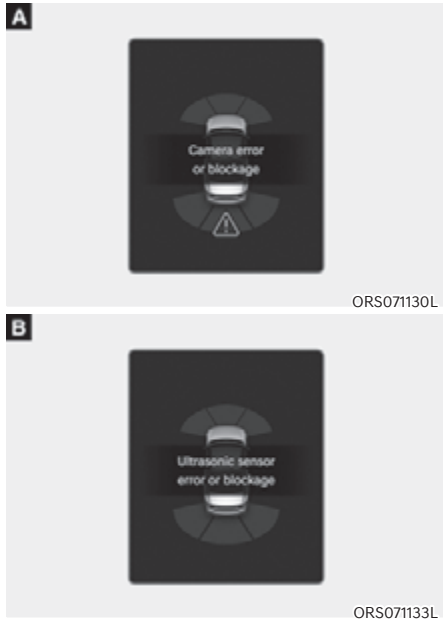 A
Camera error
or blockage
ORS071130L
B
Ultrasonic sensor
error or blockage
ORS071133L